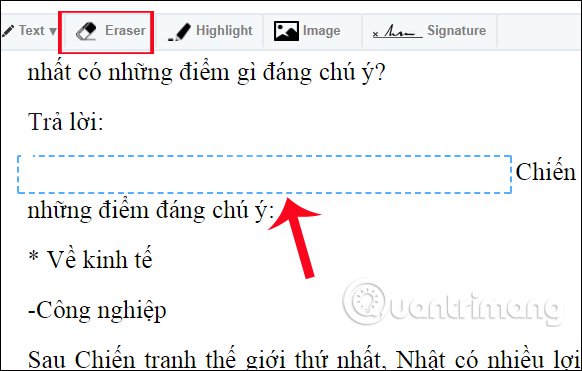 Text ▾ Eraser Highlight Image Signature
nhất có những điểm gì đáng chú ý?
Trả lời:
Chiến
những điểm đáng chú ý:
* Về kinh tế
-Công nghiệp
Quantrimang
Sau Chiến tranh thế giới thứ nhất, Nhật có nhiều lợi